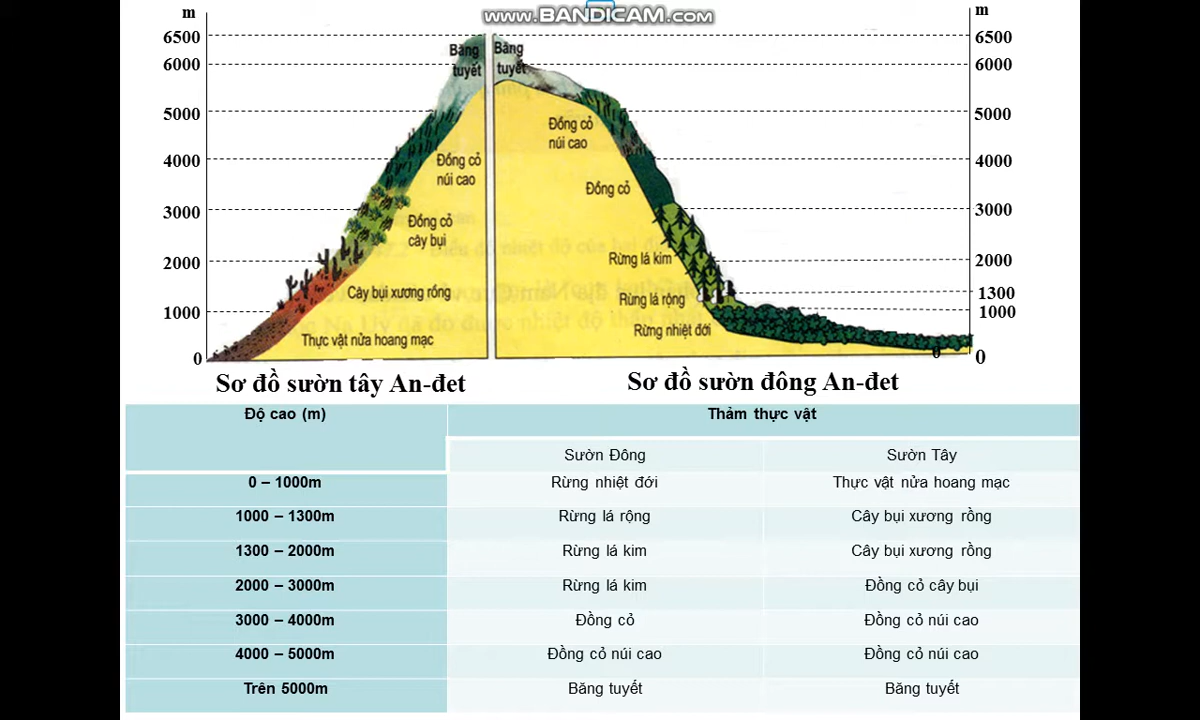 www.BANDICAM.com
m
6500
6000
5000
4000
3000
2000
1000
0
m
6500
6000
5000
4000
3000
2000
1300
1000
0
0
Băng
tuyết
Đồng cỏ
núi cao
Đồng cỏ
cây bụi
Cây bụi xương rồng
Thực vật nửa hoang mạc
Băng
tuyết
Đồng cỏ
núi cao
Đồng cỏ
Rừng lá kim
Rừng lá rộng
Rừng nhiệt đới
Sơ đồ sườn tây An-đet
Sơ đồ sườn đông An-đet
Độ cao (m) Thảm thực vật
Sườn Đông Sườn Tây
0 – 1000m Rừng nhiệt đới Thực vật nửa hoang mạc
1000 – 1300m Rừng lá rộng Cây bụi xương rồng
1300 – 2000m Rừng lá kim Cây bụi xương rồng
2000 – 3000m Rừng lá kim Đồng cỏ cây bụi
3000 – 4000m Đồng cỏ Đồng cỏ núi cao
4000 – 5000m Đồng cỏ núi cao Đồng cỏ núi cao
Trên 5000m Băng tuyết Băng tuyết